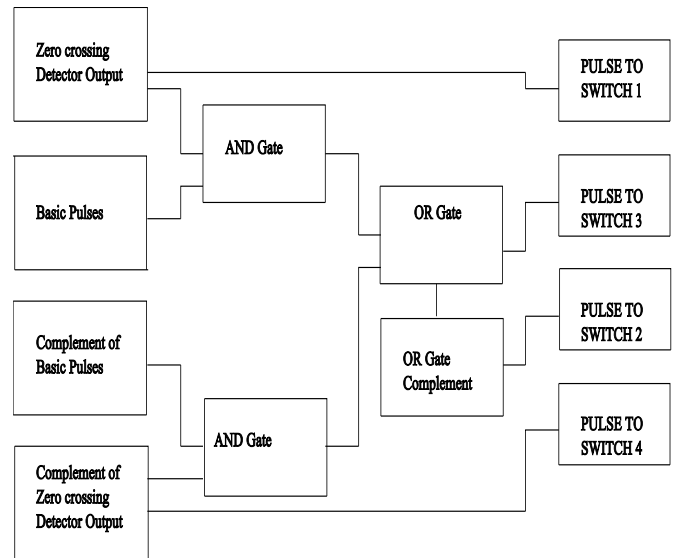 Zero crossing
Detector Output
PULSE TO
SWITCH 1
AND Gate
Basic Pulses
OR Gate
PULSE TO
SWITCH 3
PULSE TO
SWITCH 2
Complement of
Basic Pulses
OR Gate
Complement
AND Gate
PULSE TO
SWITCH 4
Complement of
Zero crossing
Detector Output